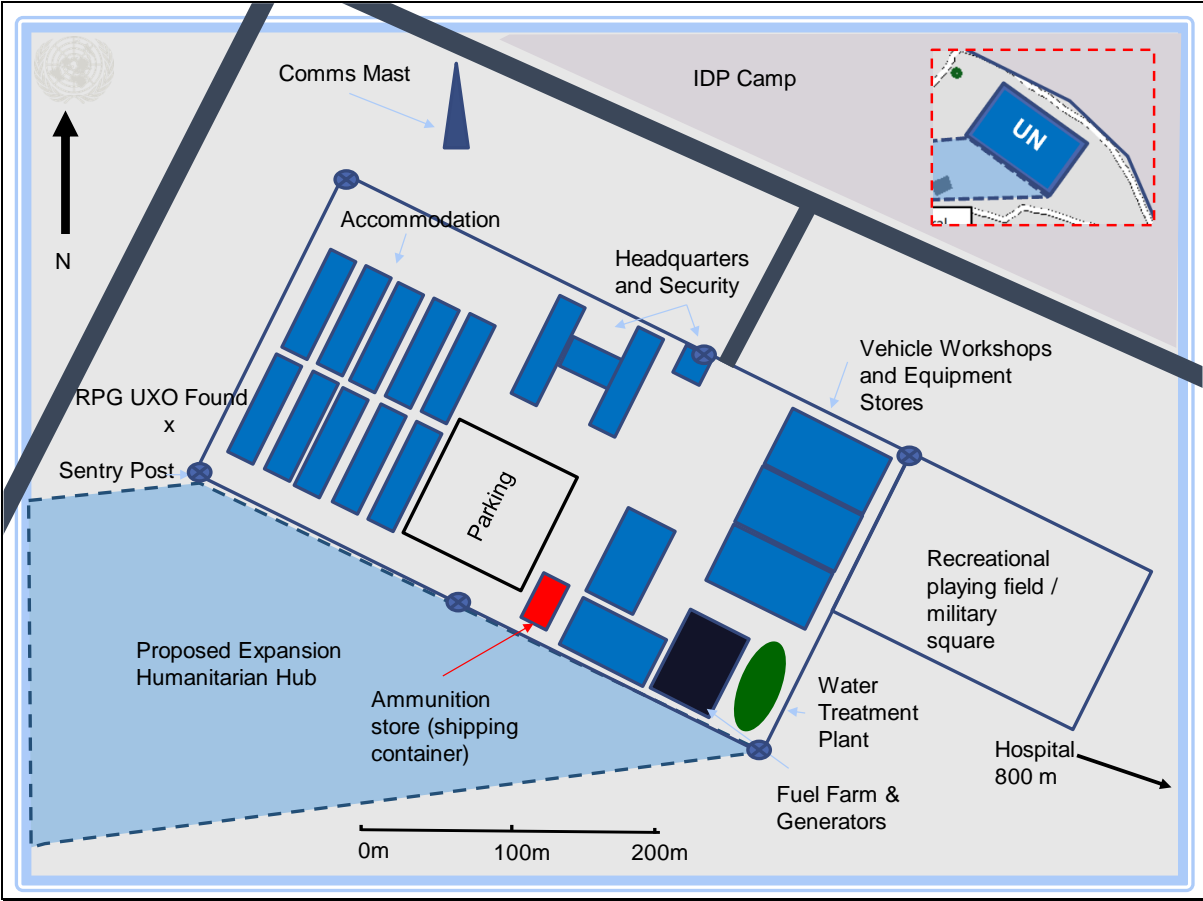 Comms Mast
IDP Camp
UN
Accommodation
Headquarters
and Security
N
Vehicle Workshops
and Equipment
Stores
RPG UXO Found
x
Sentry Post
Parking
Recreational
playing field /
military
square
Proposed Expansion
Humanitarian Hub
Ammunition
store (shipping
container)
Water
Treatment
Plant
Hospital
800 m
Fuel Farm &
Generators
0m
100m
200m